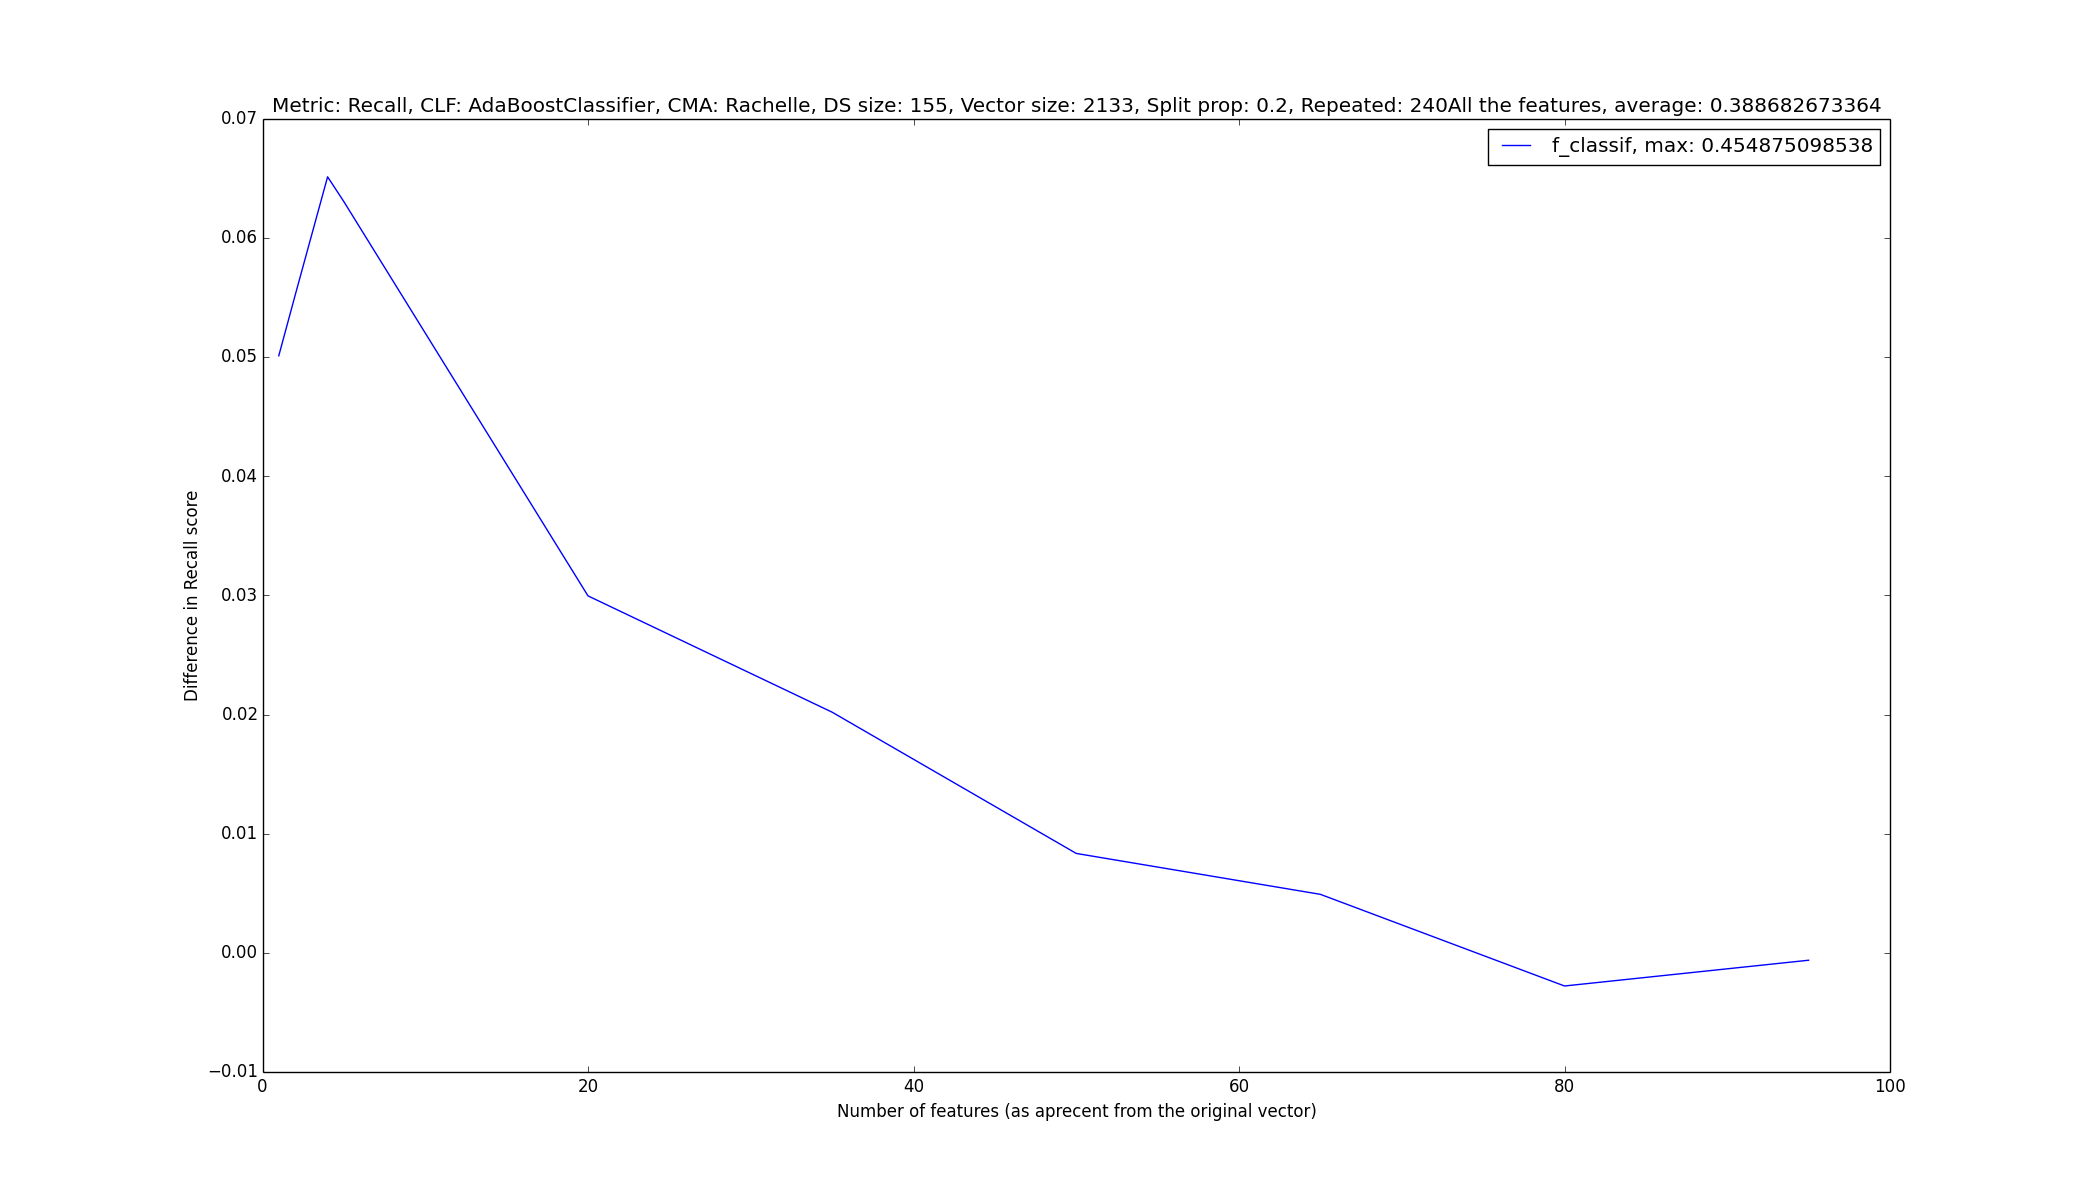 Metric: Recall, CLF: AdaBoostClassifier, CMA: Rachelle, DS size: 155, Vector size: 2133, Split prop: 0.2, Repeated: 240All the features, average: 0.388682673364
f_classif, max: 0.454875098538
0.07
0.06
0.05
0.04
0.03
0.02
0.01
0.00
−0.01
Difference in Recall score
0 20 40 60 80 100
Number of features (as aprecent from the original vector)